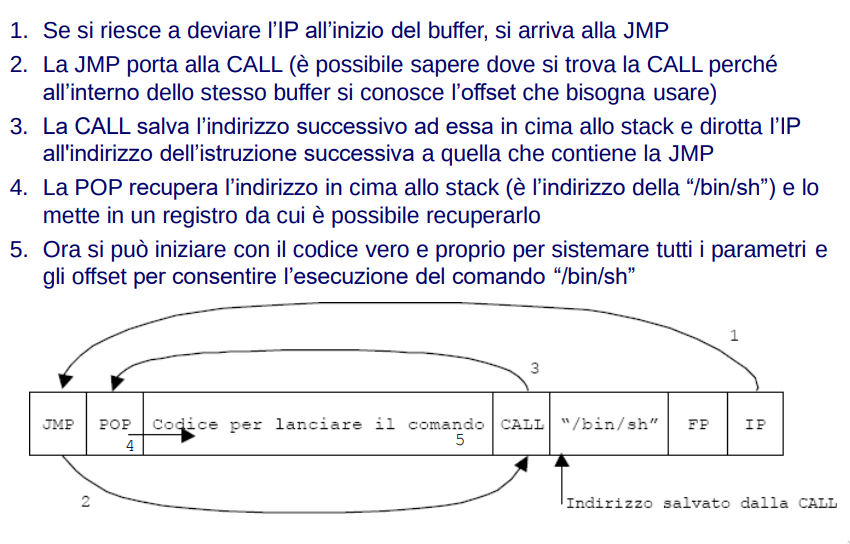 1. Se si riesce a deviare l’IP all’inizio del buffer, si arriva alla JMP
2. La JMP porta alla CALL (è possibile sapere dove si trova la CALL perché
all’interno dello stesso buffer si conosce l’offset che bisogna usare)
3. La CALL salva l’indirizzo successivo ad essa in cima allo stack e dirotta l’IP
all'indirizzo dell’istruzione successiva a quella che contiene la JMP
4. La POP recupera l’indirizzo in cima allo stack (è l’indirizzo della “/bin/sh”) e lo
mette in un registro da cui è possibile recuperarlo
5. Ora si può iniziare con il codice vero e proprio per sistemare tutti i parametri e
gli offset per consentire l’esecuzione del comando “/bin/sh”
1
3
JMP POP Codice per lanciare il comando CALL “/bin/sh” FP IP
4 5
2
Indirizzo salvato dalla CALL